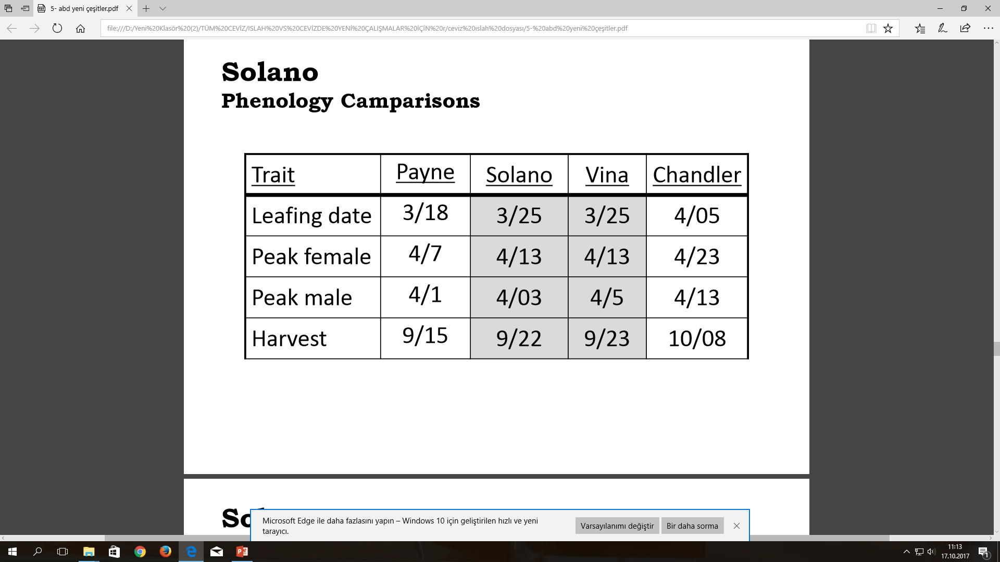 5- abd yeni çeşitler.pdf
file:///D:/Yeni%20Klasör%20(2)/TÜM%20CEVİZ/ISLAH%20VS%20CEVİZDE%20YENİ%20ÇALIŞMALAR%20İÇİN%20r/ceviz%20ıslah%20dosyası/5-%20abd%20yeni%20çeşitler.pdf
Solano
Phenology Camparisons
Trait Payne Solano Vina Chandler
Leafing date 3/18 3/25 3/25 4/05
Peak female 4/7 4/13 4/13 4/23
Peak male 4/1 4/03 4/5 4/13
Harvest 9/15 9/22 9/23 10/08
Microsoft Edge ile daha fazlasını yapın – Windows 10 için geliştirilen hızlı ve yeni
tarayıcı.
Varsayılanımı değiştir Bir daha sorma
11:13
17.10.2017
1